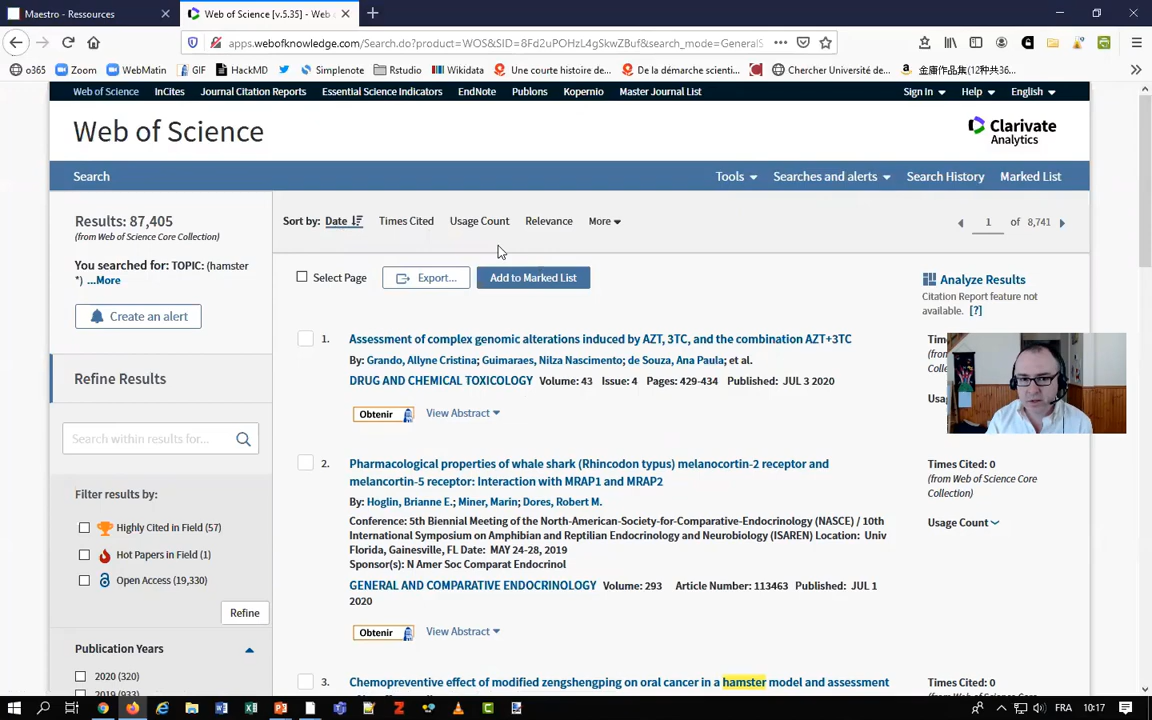 Maestro - Ressources
Web of Science [v.5.35] - Web
apps.webofknowledge.com/Search.do?product=WOS&SID=8Fd2uPOHzL4gSkwZBuf&search_mode=GeneralS
o365 Zoom WebMatin GIF HackMD Simplenote Rstudio Wikidata Une courte histoire de... De la démarche scienti... Chercher Université de... 金庸作品集(12种共36...
Web of Science InCites Journal Citation Reports Essential Science Indicators EndNote Publons Kopernio Master Journal List Sign In Help English
Web of Science
Clarivate
Analytics
Search Tools Searches and alerts Search History Marked List
Results: 87,405
(from Web of Science Core Collection)
You searched for: TOPIC: (hamster
*) ...More
Create an alert
Refine Results
Search within results for...
Filter results by:
Highly Cited in Field (57)
Hot Papers in Field (1)
Open Access (19,330)
Refine
Publication Years
2020 (320)
2019 (933)
Sort by: Date Times Cited Usage Count Relevance More
1 of 8,741
Select Page Export... Add to Marked List
Analyze Results
Citation Report feature not
available. [?]
1. Assessment of complex genomic alterations induced by AZT, 3TC, and the combination AZT+3TC
By: Grando, Allyne Cristina; Guimaraes, Nilza Nascimento; de Souza, Ana Paula; et al.
DRUG AND CHEMICAL TOXICOLOGY Volume: 43 Issue: 4 Pages: 429-434 Published: JUL 3 2020
Obtenir View Abstract
2. Pharmacological properties of whale shark (Rhincodon typus) melanocortin-2 receptor and
melancortin-5 receptor: Interaction with MRAP1 and MRAP2
By: Hoglin, Brianne E.; Miner, Marin; Dores, Robert M.
Conference: 5th Biennial Meeting of the North-American-Society-for-Comparative-Endocrinology (NASCE) / 10th
International Symposium on Amphibian and Reptilian Endocrinology and Neurobiology (ISAREN) Location: Univ
Florida, Gainesville, FL Date: MAY 24-28, 2019
Sponsor(s): N Amer Soc Comparat Endocrinol
GENERAL AND COMPARATIVE ENDOCRINOLOGY Volume: 293 Article Number: 113463 Published: JUL 1
2020
Obtenir View Abstract
Times Cited: 0
(from Web of Science Core
Collection)
Usage Count
3. Chemopreventive effect of modified zengshengping on oral cancer in a hamster model and assessment
Times Cited: 0
FRA 10:17